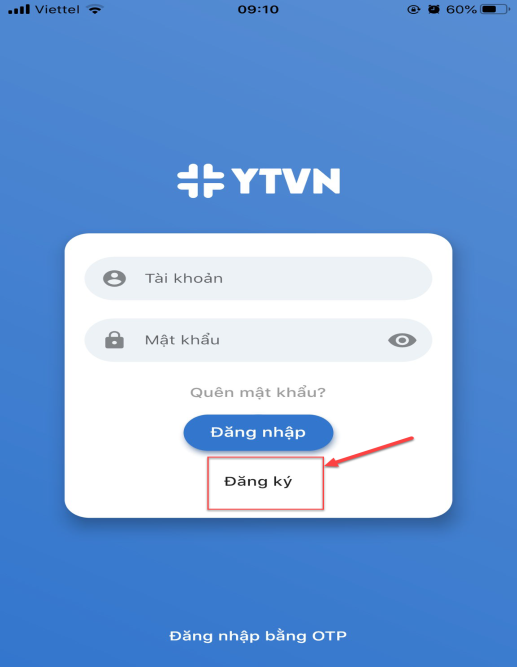 Viettel 09:10 60%
YTVN
Tài khoản
Mật khẩu
Quên mật khẩu?
Đăng nhập
Đăng ký
Đăng nhập bằng OTP